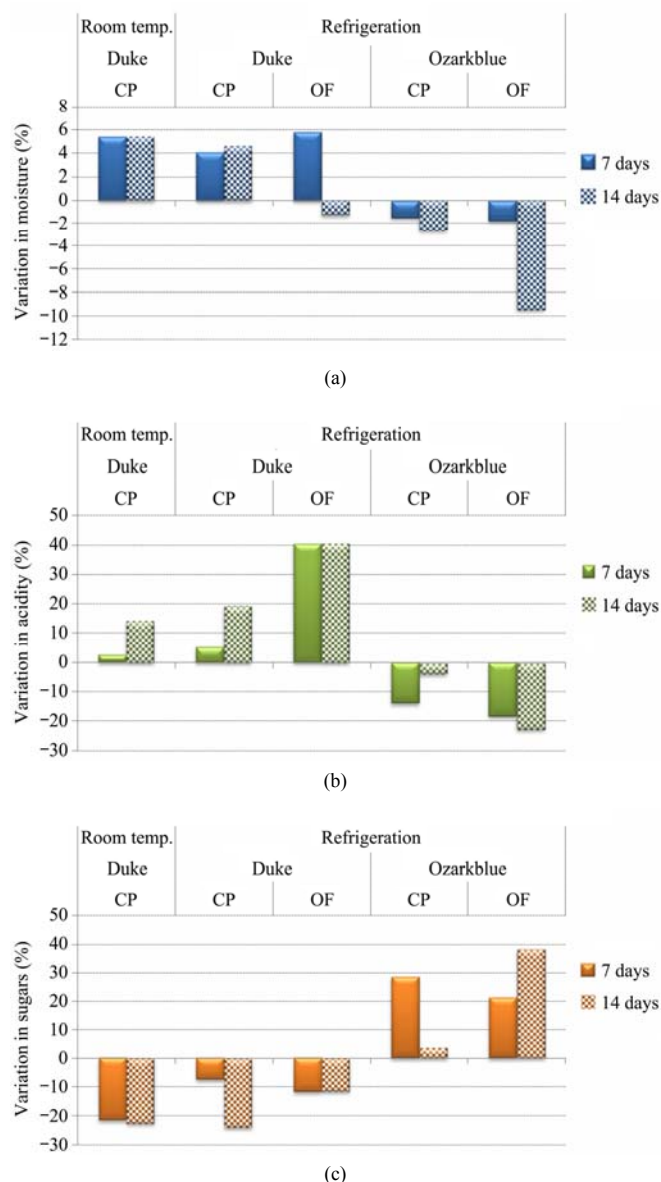 Room temp. Refrigeration
Duke Duke Ozarkblue
CP CP OF CP OF
Variation in moisture (%)
8
6
4
2
0
−2
−4
−6
−8
−10
−12
7 days
14 days
(a)
Room temp. Refrigeration
Duke Duke Ozarkblue
CP CP OF CP OF
Variation in acidity (%)
50
40
30
20
10
0
−10
−20
−30
7 days
14 days
(b)
Room temp. Refrigeration
Duke Duke Ozarkblue
CP CP OF CP OF
Variation in sugars (%)
50
40
30
20
10
0
−10
−20
−30
7 days
14 days
(c)